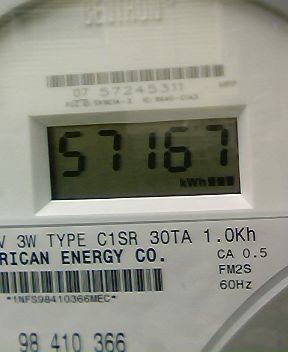 CENTRON
07 57245311
57167
kWh
V 3W TYPE C1SR 30TA 1.0Kh
RICAN ENERGY CO.
CA 0.5
FM2S
60Hz
*1NFS98410366MEC*
98 410 366